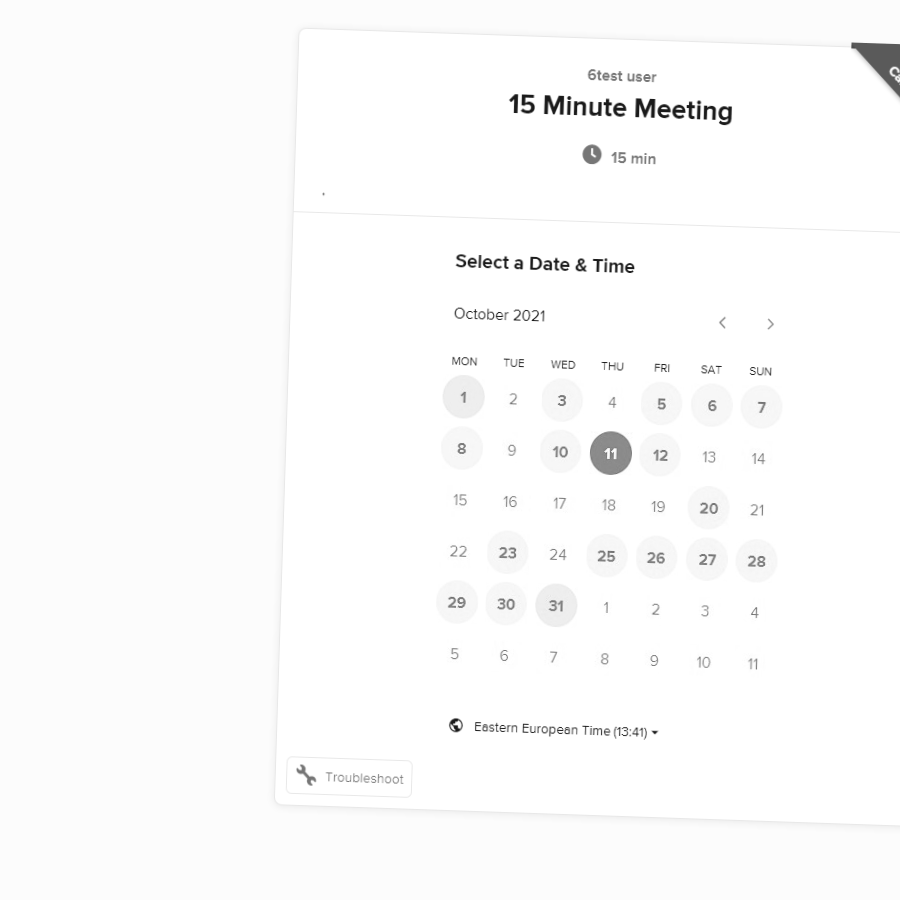 6test user
15 Minute Meeting
15 min
.
Select a Date & Time
October 2021
MON TUE WED THU FRI SAT SUN
1 2 3 4 5 6 7
8 9 10 11 12 13 14
15 16 17 18 19 20 21
22 23 24 25 26 27 28
29 30 31 1 2 3 4
5 6 7 8 9 10 11
Eastern European Time (13:41)
Troubleshoot